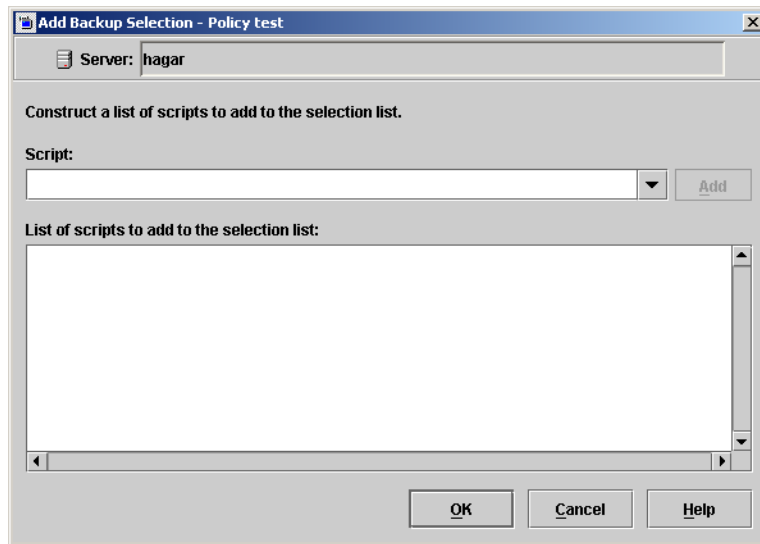 Add Backup Selection - Policy test
Server: hagar
Construct a list of scripts to add to the selection list.
Script:
Add
List of scripts to add to the selection list:
OK Cancel Help